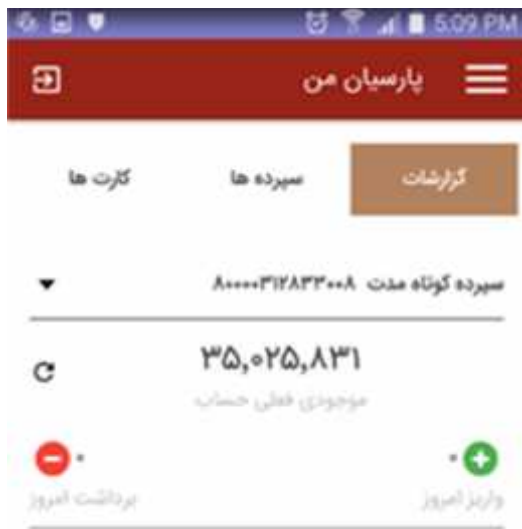 5:09 PM
پارسیان من
گزارشات سپرده ها کارت ها
سپرده کوتاه مدت ۸۰۰۰۰۳۱۲۸۳۳۰۰۸
۳۵,۰۲۵,۸۳۱
موجودی فعلی حساب
۰ ۰
واریز امروز برداشت امروز